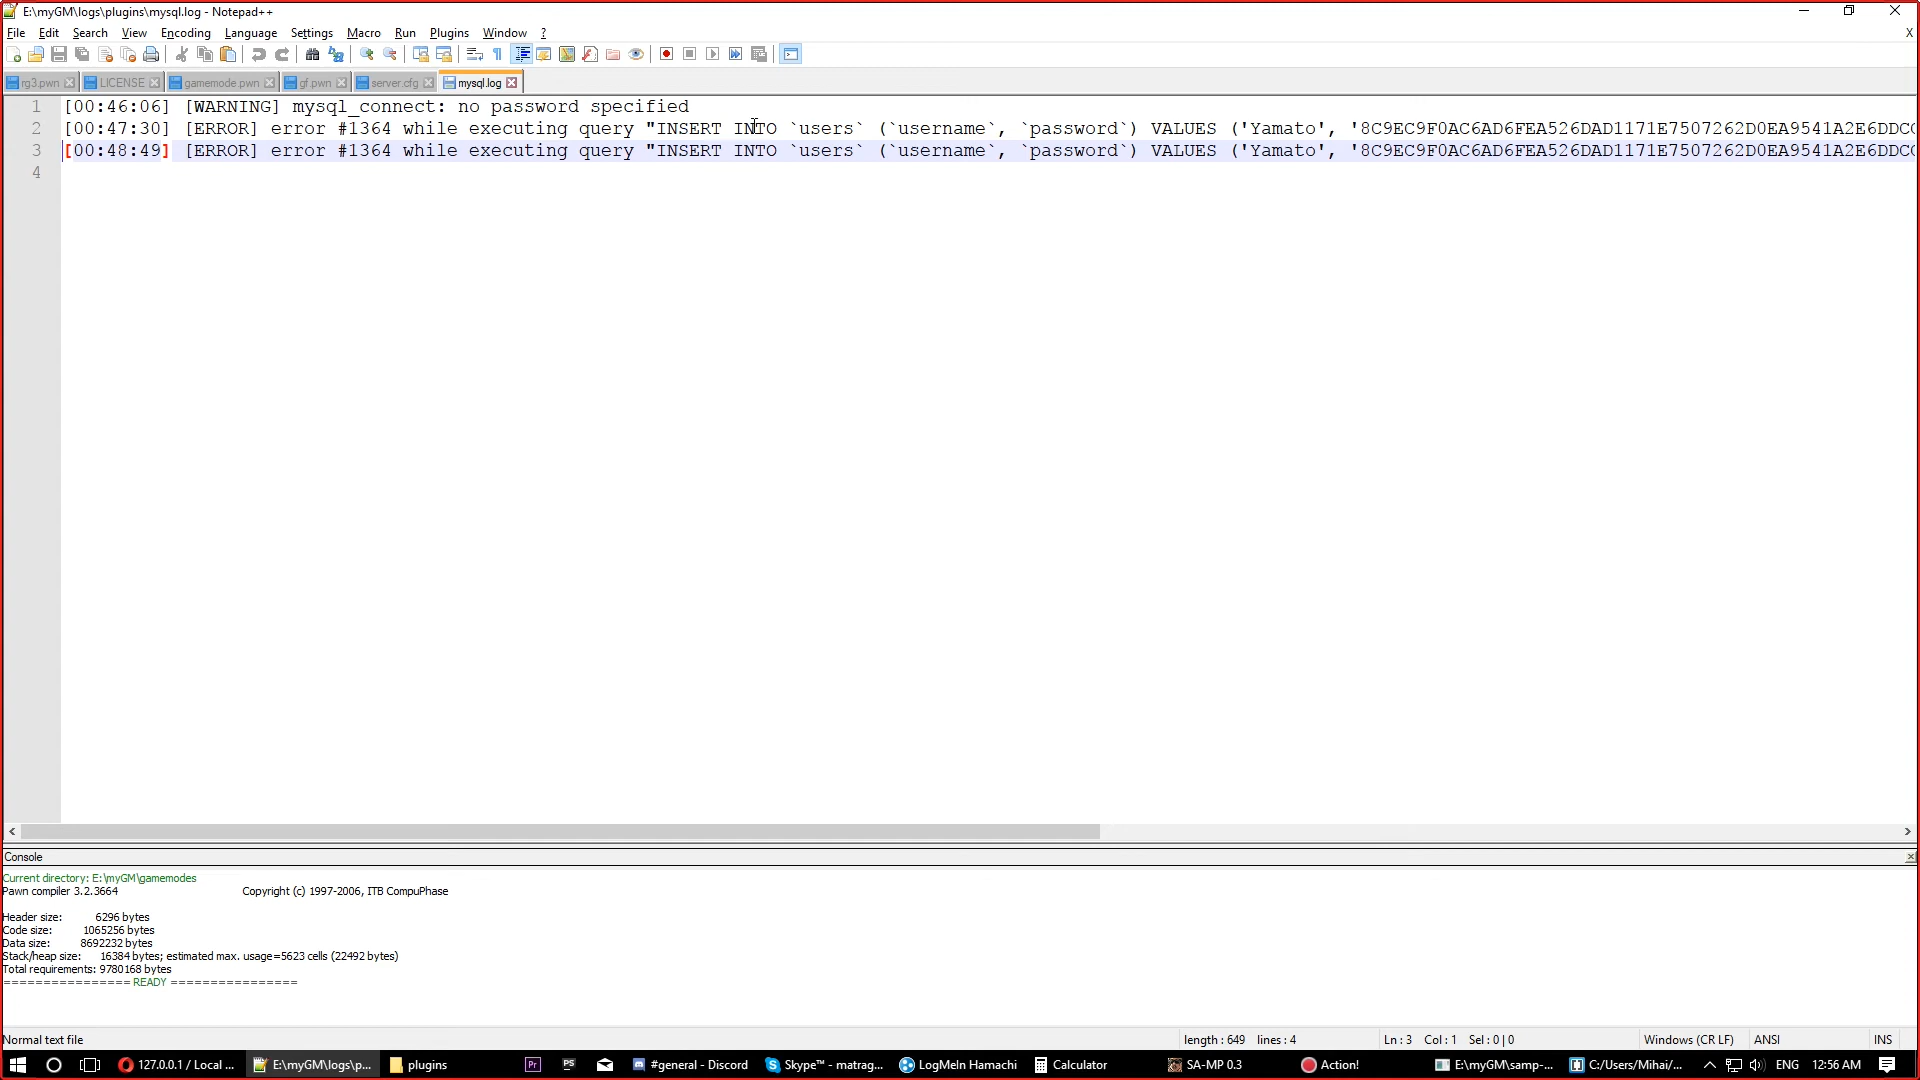 E:\myGM\logs\plugins\mysql.log - Notepad++
File Edit Search View Encoding Language Settings Macro Run Plugins Window ? X
rg3.pwn LICENSE gamemode.pwn gf.pwn server.cfg mysql.log
1 [00:46:06] [WARNING] mysql_connect: no password specified
2 [00:47:30] [ERROR] error #1364 while executing query "INSERT INTO `users` (`username`, `password`) VALUES ('Yamato', '8C9EC9F0AC6AD6FEA526DAD1171E7507262D0EA9541A2E6DDC
3 [00:48:49] [ERROR] error #1364 while executing query "INSERT INTO `users` (`username`, `password`) VALUES ('Yamato', '8C9EC9F0AC6AD6FEA526DAD1171E7507262D0EA9541A2E6DDC
4
Console
Current directory: E:\myGM\gamemodes
Pawn compiler 3.2.3664 Copyright (c) 1997-2006, ITB CompuPhase
Header size: 6296 bytes
Code size: 1065256 bytes
Data size: 8692232 bytes
Stack/heap size: 16384 bytes; estimated max. usage=5623 cells (22492 bytes)
Total requirements: 9780168 bytes
================ READY ================
Normal text file length : 649 lines : 4 Ln : 3 Col : 1 Sel : 0 | 0 Windows (CR LF) ANSI INS
127.0.0.1 / Local ... E:\myGM\logs\p... plugins Pr PS #general - Discord Skype™ - matrag... LogMeIn Hamachi Calculator SA-MP 0.3 Action! E:\myGM\samp-... C:/Users/Mihai/... ENG 12:56 AM